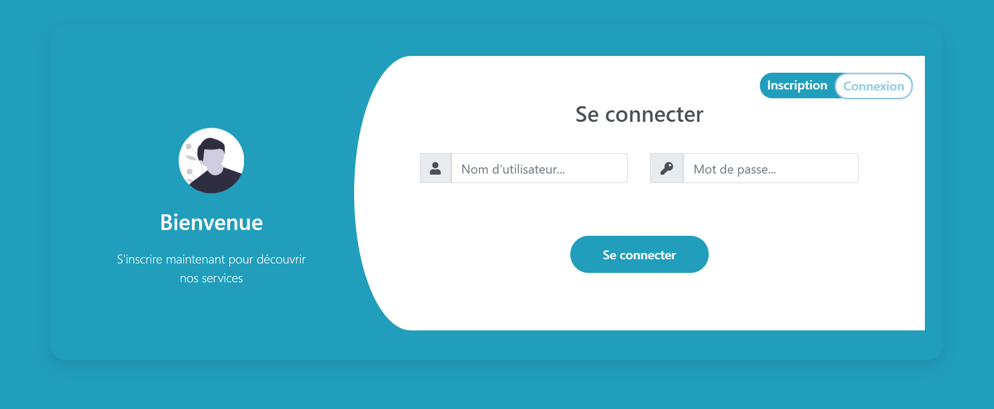 Inscription
Connexion
Se connecter
Nom d'utilisateur...
Mot de passe...
Se connecter
Bienvenue
S'inscrire maintenant pour découvrir
nos services